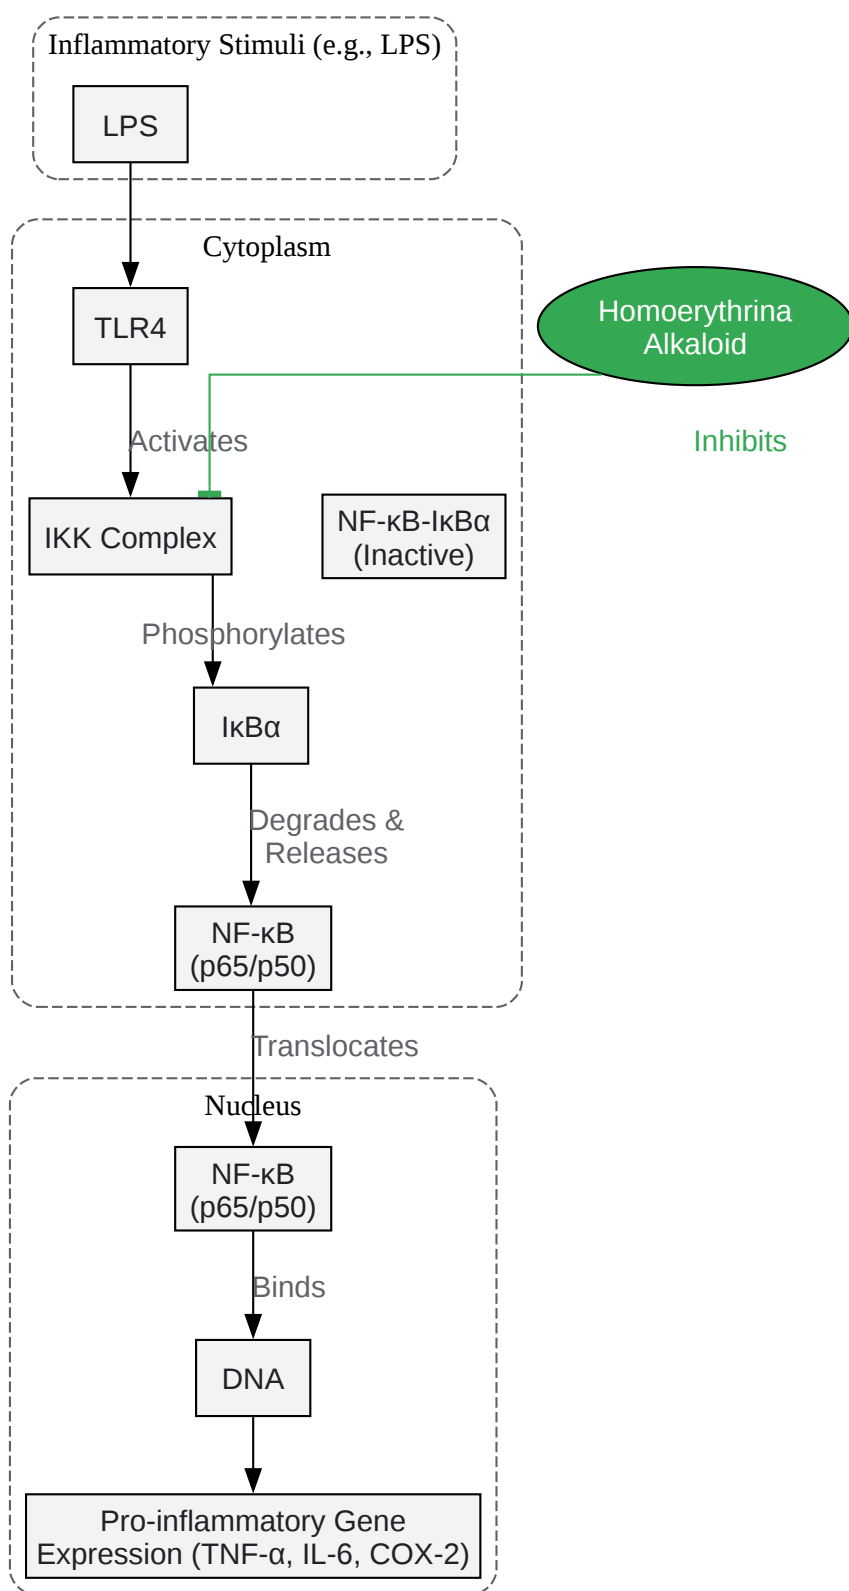 Inflammatory Stimuli (e.g., LPS)
LPS
Cytoplasm
TLR4
Homoerythrina
Alkaloid
Activates
Inhibits
IKK Complex
NF-κB-IκBα
(Inactive)
Phosphorylates
IκBα
Degrades &
Releases
NF-κB
(p65/p50)
Translocates
Nucleus
NF-κB
(p65/p50)
Binds
DNA
Pro-inflammatory Gene
Expression (TNF-α, IL-6, COX-2)